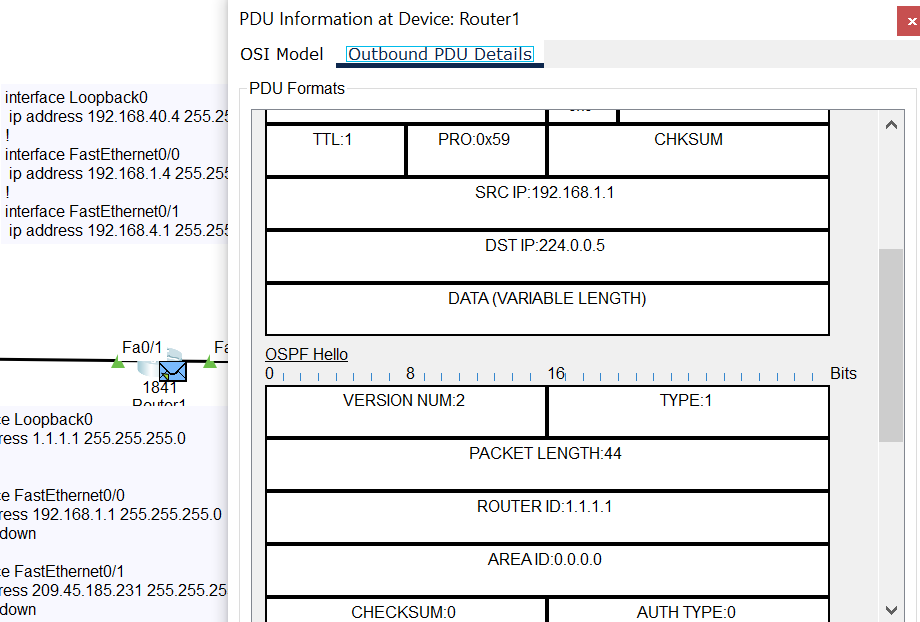 PDU Information at Device: Router1
OSI Model
Outbound PDU Details
PDU Formats
TTL:1
PRO:0x59
CHKSUM
SRC IP:192.168.1.1
DST IP:224.0.0.5
DATA (VARIABLE LENGTH)
OSPF Hello
0 8 16 Bits
VERSION NUM:2
TYPE:1
PACKET LENGTH:44
ROUTER ID:1.1.1.1
AREA ID:0.0.0.0
CHECKSUM:0
AUTH TYPE:0
interface Loopback0
ip address 192.168.40.4 255.25
!
interface FastEthernet0/0
ip address 192.168.1.4 255.255
!
interface FastEthernet0/1
ip address 192.168.4.1 255.255
Fa0/1
Fa
1841
Router1
ce Loopback0
ress 1.1.1.1 255.255.255.0
ce FastEthernet0/0
ress 192.168.1.1 255.255.255.0
down
ce FastEthernet0/1
ress 209.45.185.231 255.255.25
down